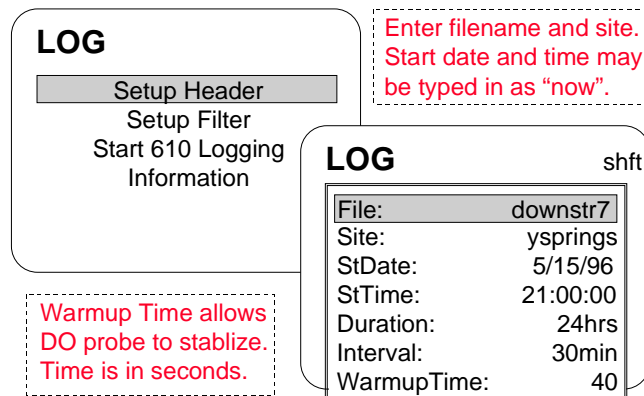 LOG
Setup Header
Setup Filter
Start 610 Logging
Information
Enter filename and site.
Start date and time may
be typed in as “now”.
LOG shft
File: downstr7
Site: ysprings
StDate: 5/15/96
StTime: 21:00:00
Duration: 24hrs
Interval: 30min
WarmupTime: 40
Warmup Time allows
DO probe to stablize.
Time is in seconds.